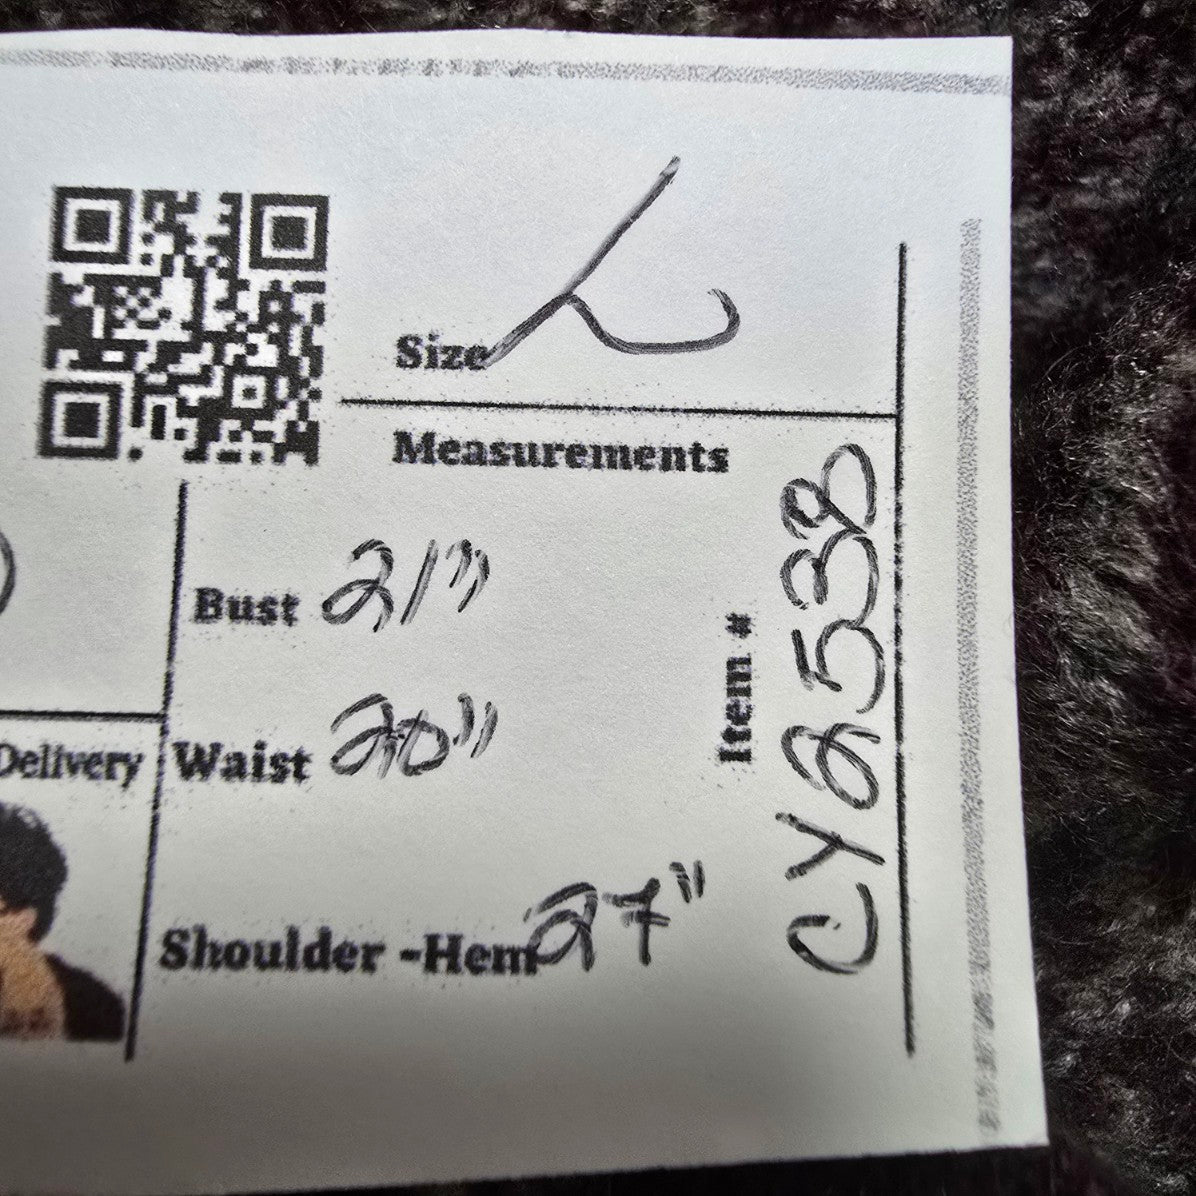 Size L
Measurements
Bust 21"
Waist 20"
Shoulder -Hem 27"
Item # CY2538
Delivery